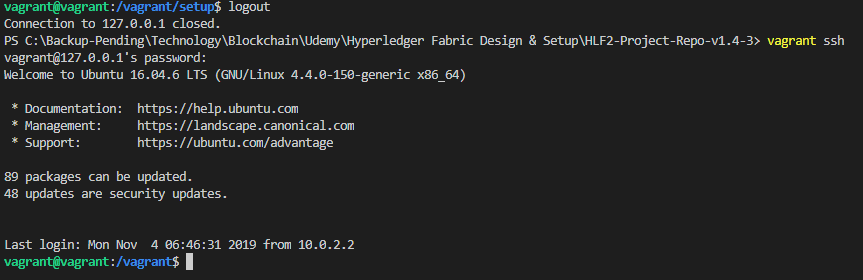 vagrant@vagrant:/vagrant/setup$ logout
Connection to 127.0.0.1 closed.
PS C:\Backup-Pending\Technology\Blockchain\Udemy\Hyperledger Fabric Design & Setup\HLF2-Project-Repo-v1.4-3> vagrant ssh
vagrant@127.0.0.1's password:
Welcome to Ubuntu 16.04.6 LTS (GNU/Linux 4.4.0-150-generic x86_64)
* Documentation:  https://help.ubuntu.com
* Management:     https://landscape.canonical.com
* Support:        https://ubuntu.com/advantage
89 packages can be updated.
48 updates are security updates.
Last login: Mon Nov  4 06:46:31 2019 from 10.0.2.2
vagrant@vagrant:/vagrant$